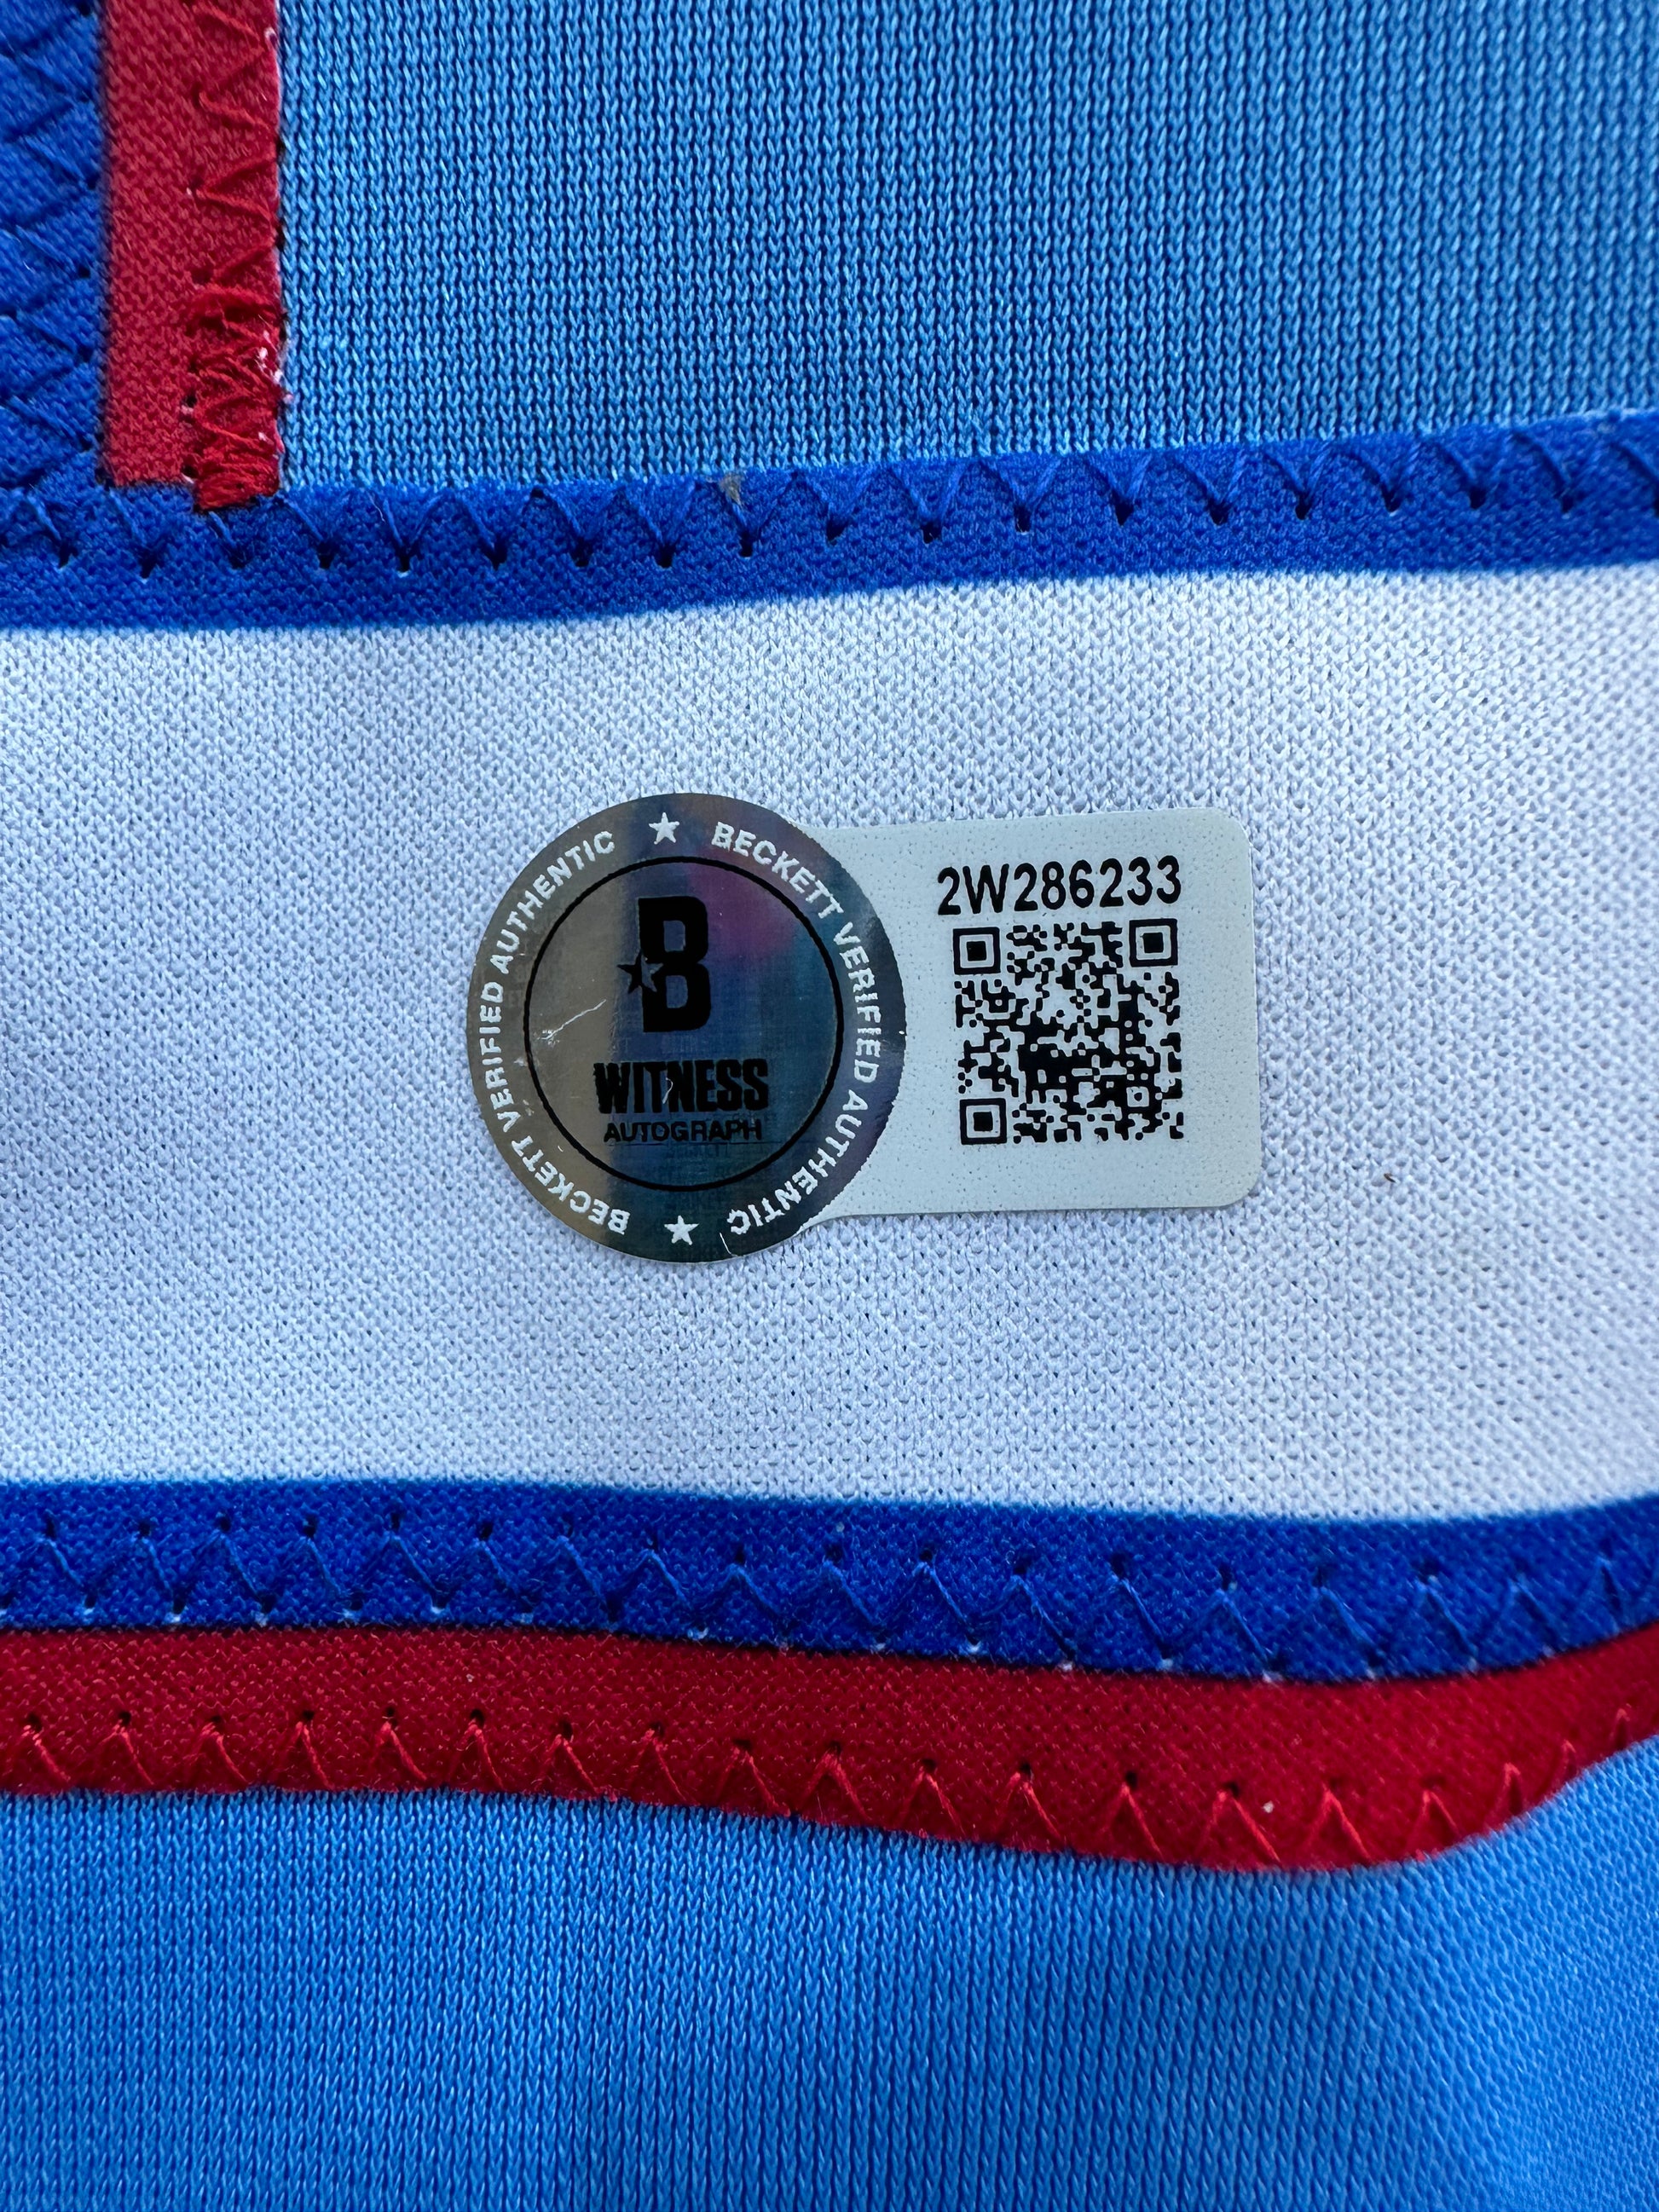 BECKETT VERIFIED AUTHENTIC ★ BECKETT VERIFIED AUTHENTIC ★
B
WITNESS
AUTOGRAPH
2W286233